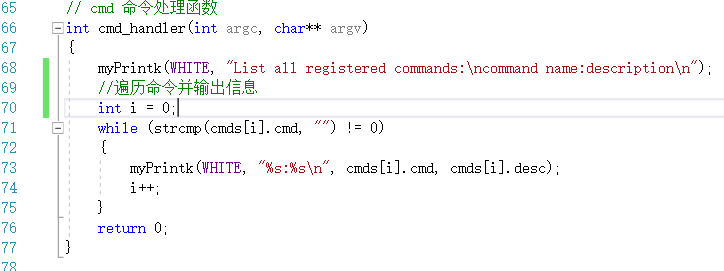 65 // cmd 命令处理函数
66 int cmd_handler(int argc, char** argv)
67 {
68 myPrintk(WHITE, "List all registered commands:\ncommand name:description\n");
69 //遍历命令并输出信息
70 int i = 0;
71 while (strcmp(cmds[i].cmd, "") != 0)
72 {
73 myPrintk(WHITE, "%s:%s\n", cmds[i].cmd, cmds[i].desc);
74 i++;
75 }
76 return 0;
77 }
78